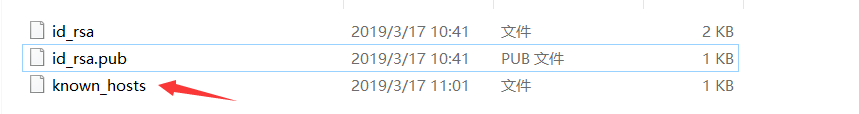 id_rsa 2019/3/17 10:41 文件 2 KB
id_rsa.pub 2019/3/17 10:41 PUB 文件 1 KB
known_hosts 2019/3/17 11:01 文件 1 KB